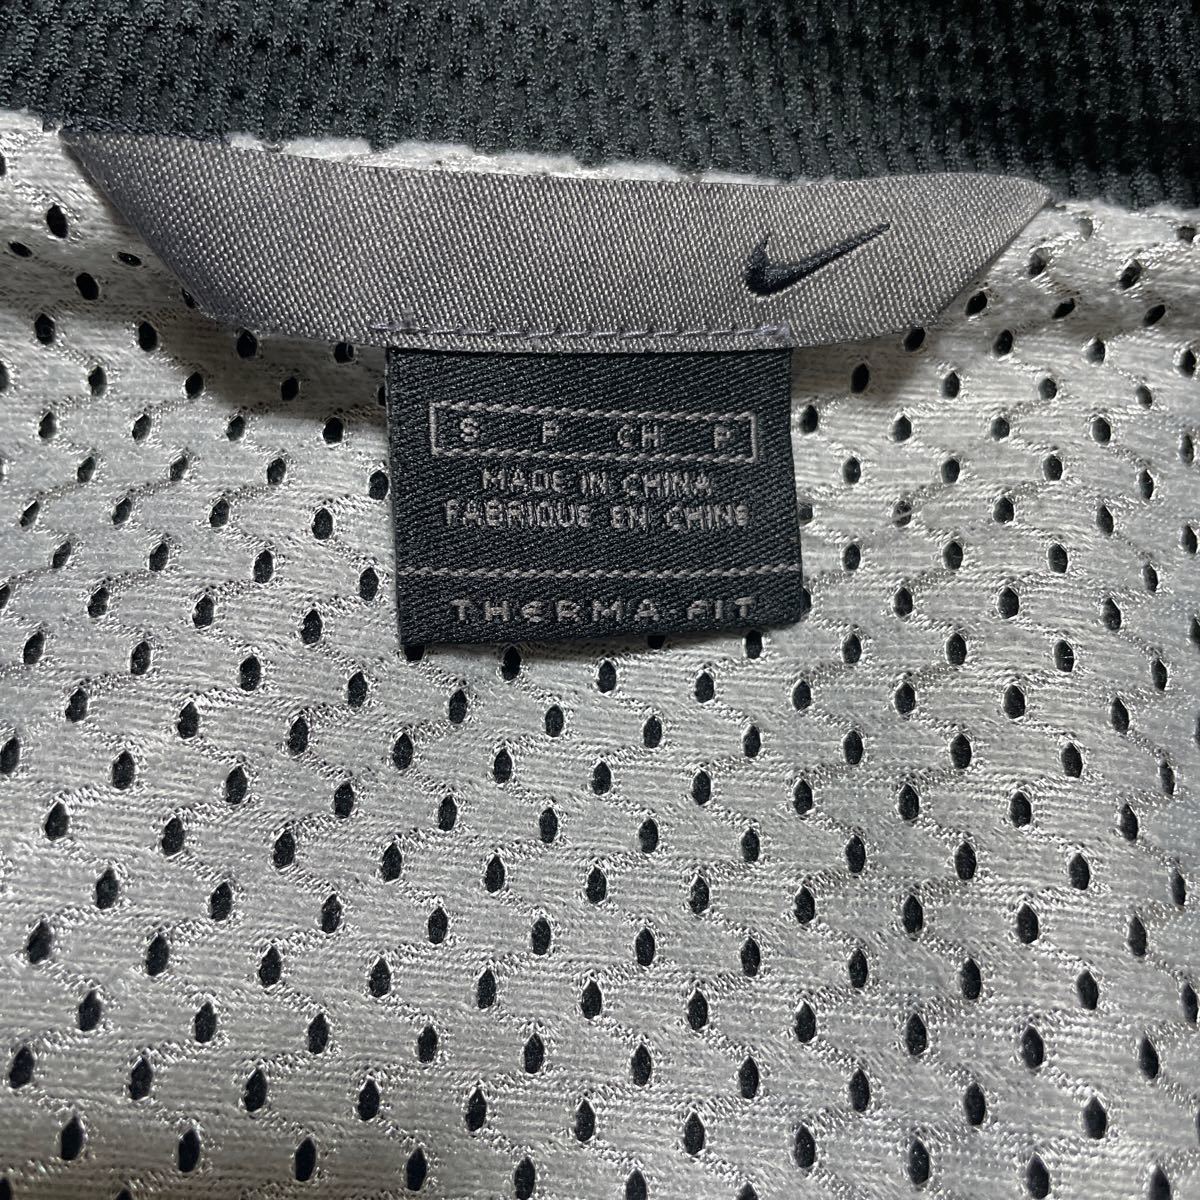 S P CH P
MADE IN CHINA
FABRIQUE EN CHINE
THERMA-FIT